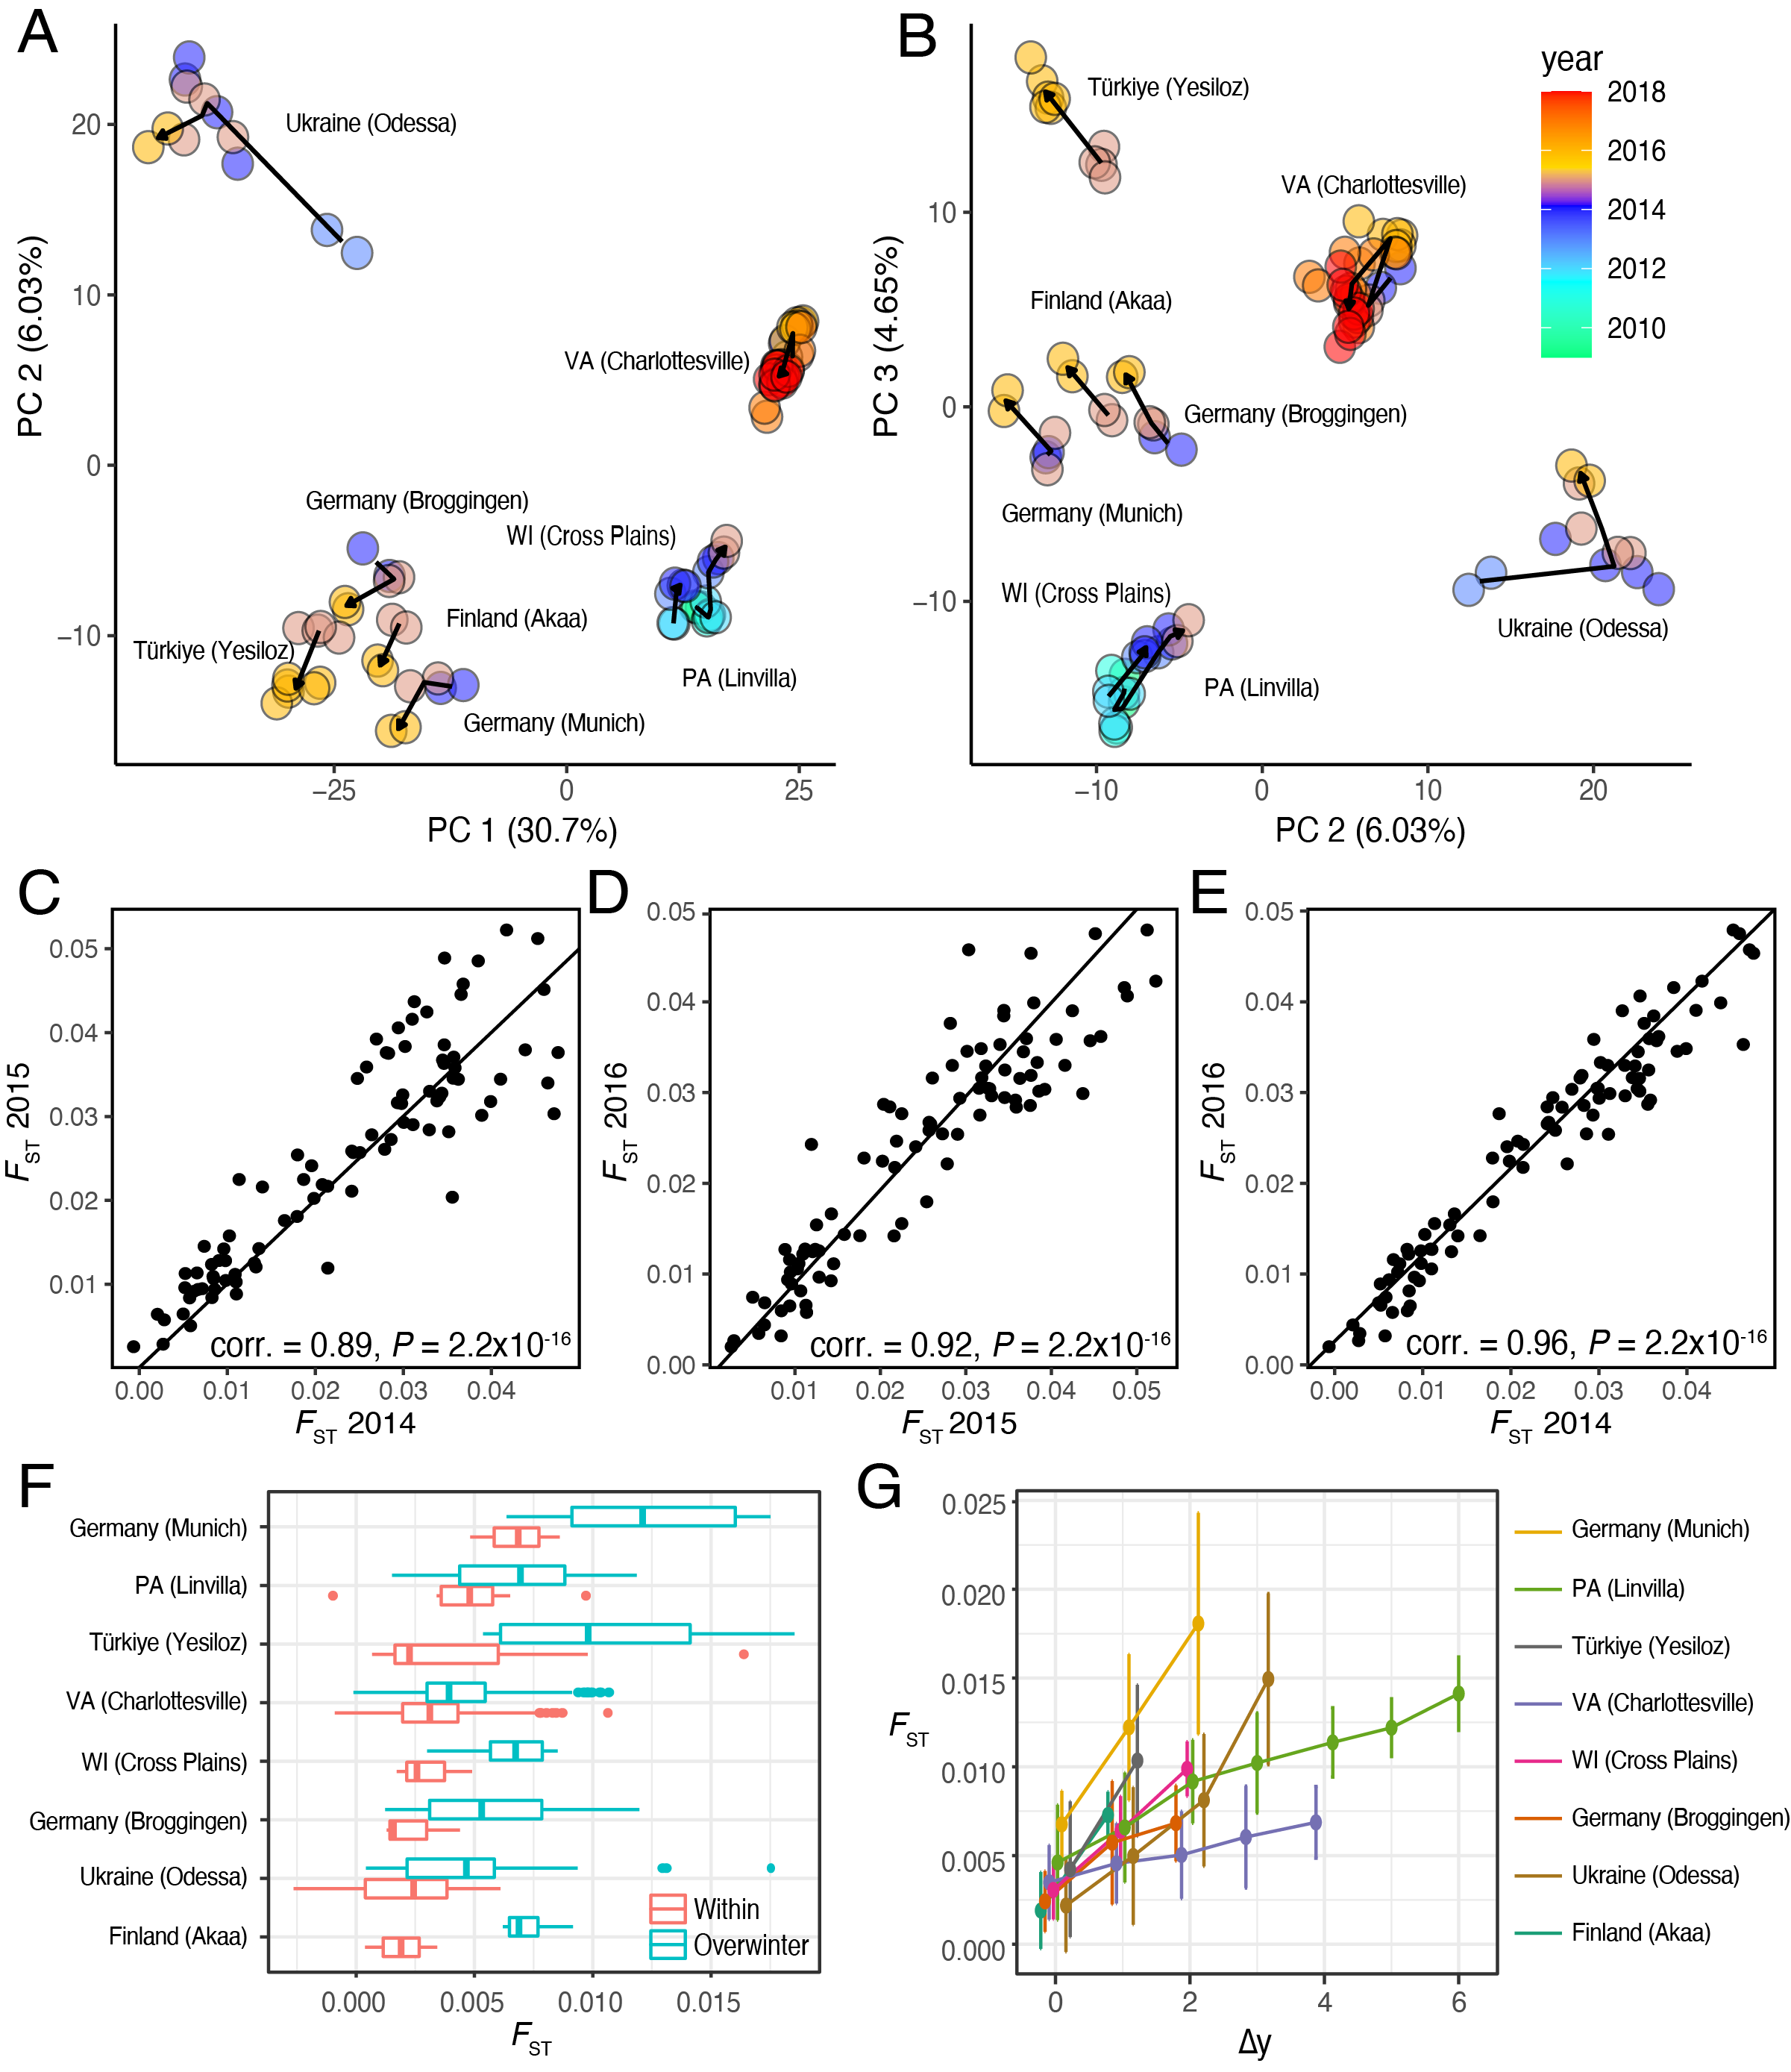 A
Ukraine (Odessa)
VA (Charlottesville)
Germany (Broggingen)
WI (Cross Plains)
Finland (Akaa)
Türkiye (Yesiloz)
PA (Linvilla)
Germany (Munich)
PC 2 (6.03%)
20
10
0
−10
−25
0
25
PC 1 (30.7%)
B
Türkiye (Yesiloz)
VA (Charlottesville)
Finland (Akaa)
Germany (Broggingen)
Germany (Munich)
WI (Cross Plains)
Ukraine (Odessa)
PA (Linvilla)
PC 3 (4.65%)
10
0
−10
−10
0
10
20
PC 2 (6.03%)
year
2018
2016
2014
2012
2010
C
FST 2015
0.05
0.04
0.03
0.02
0.01
corr. = 0.89, P = 2.2x10-16
0.00
0.01
0.02
0.03
0.04
FST 2014
D
FST 2016
0.05
0.04
0.03
0.02
0.01
0.00
corr. = 0.92, P = 2.2x10-16
0.01
0.02
0.03
0.04
0.05
FST 2015
E
FST 2016
0.05
0.04
0.03
0.02
0.01
0.00
corr. = 0.96, P = 2.2x10-16
0.00
0.01
0.02
0.03
0.04
FST 2014
F
Germany (Munich)
PA (Linvilla)
Türkiye (Yesiloz)
VA (Charlottesville)
WI (Cross Plains)
Germany (Broggingen)
Ukraine (Odessa)
Finland (Akaa)
Within
Overwinter
0.000
0.005
0.010
0.015
FST
G
FST
0.025
0.020
0.015
0.010
0.005
0.000
0
2
4
6
Δy
Germany (Munich)
PA (Linvilla)
Türkiye (Yesiloz)
VA (Charlottesville)
WI (Cross Plains)
Germany (Broggingen)
Ukraine (Odessa)
Finland (Akaa)